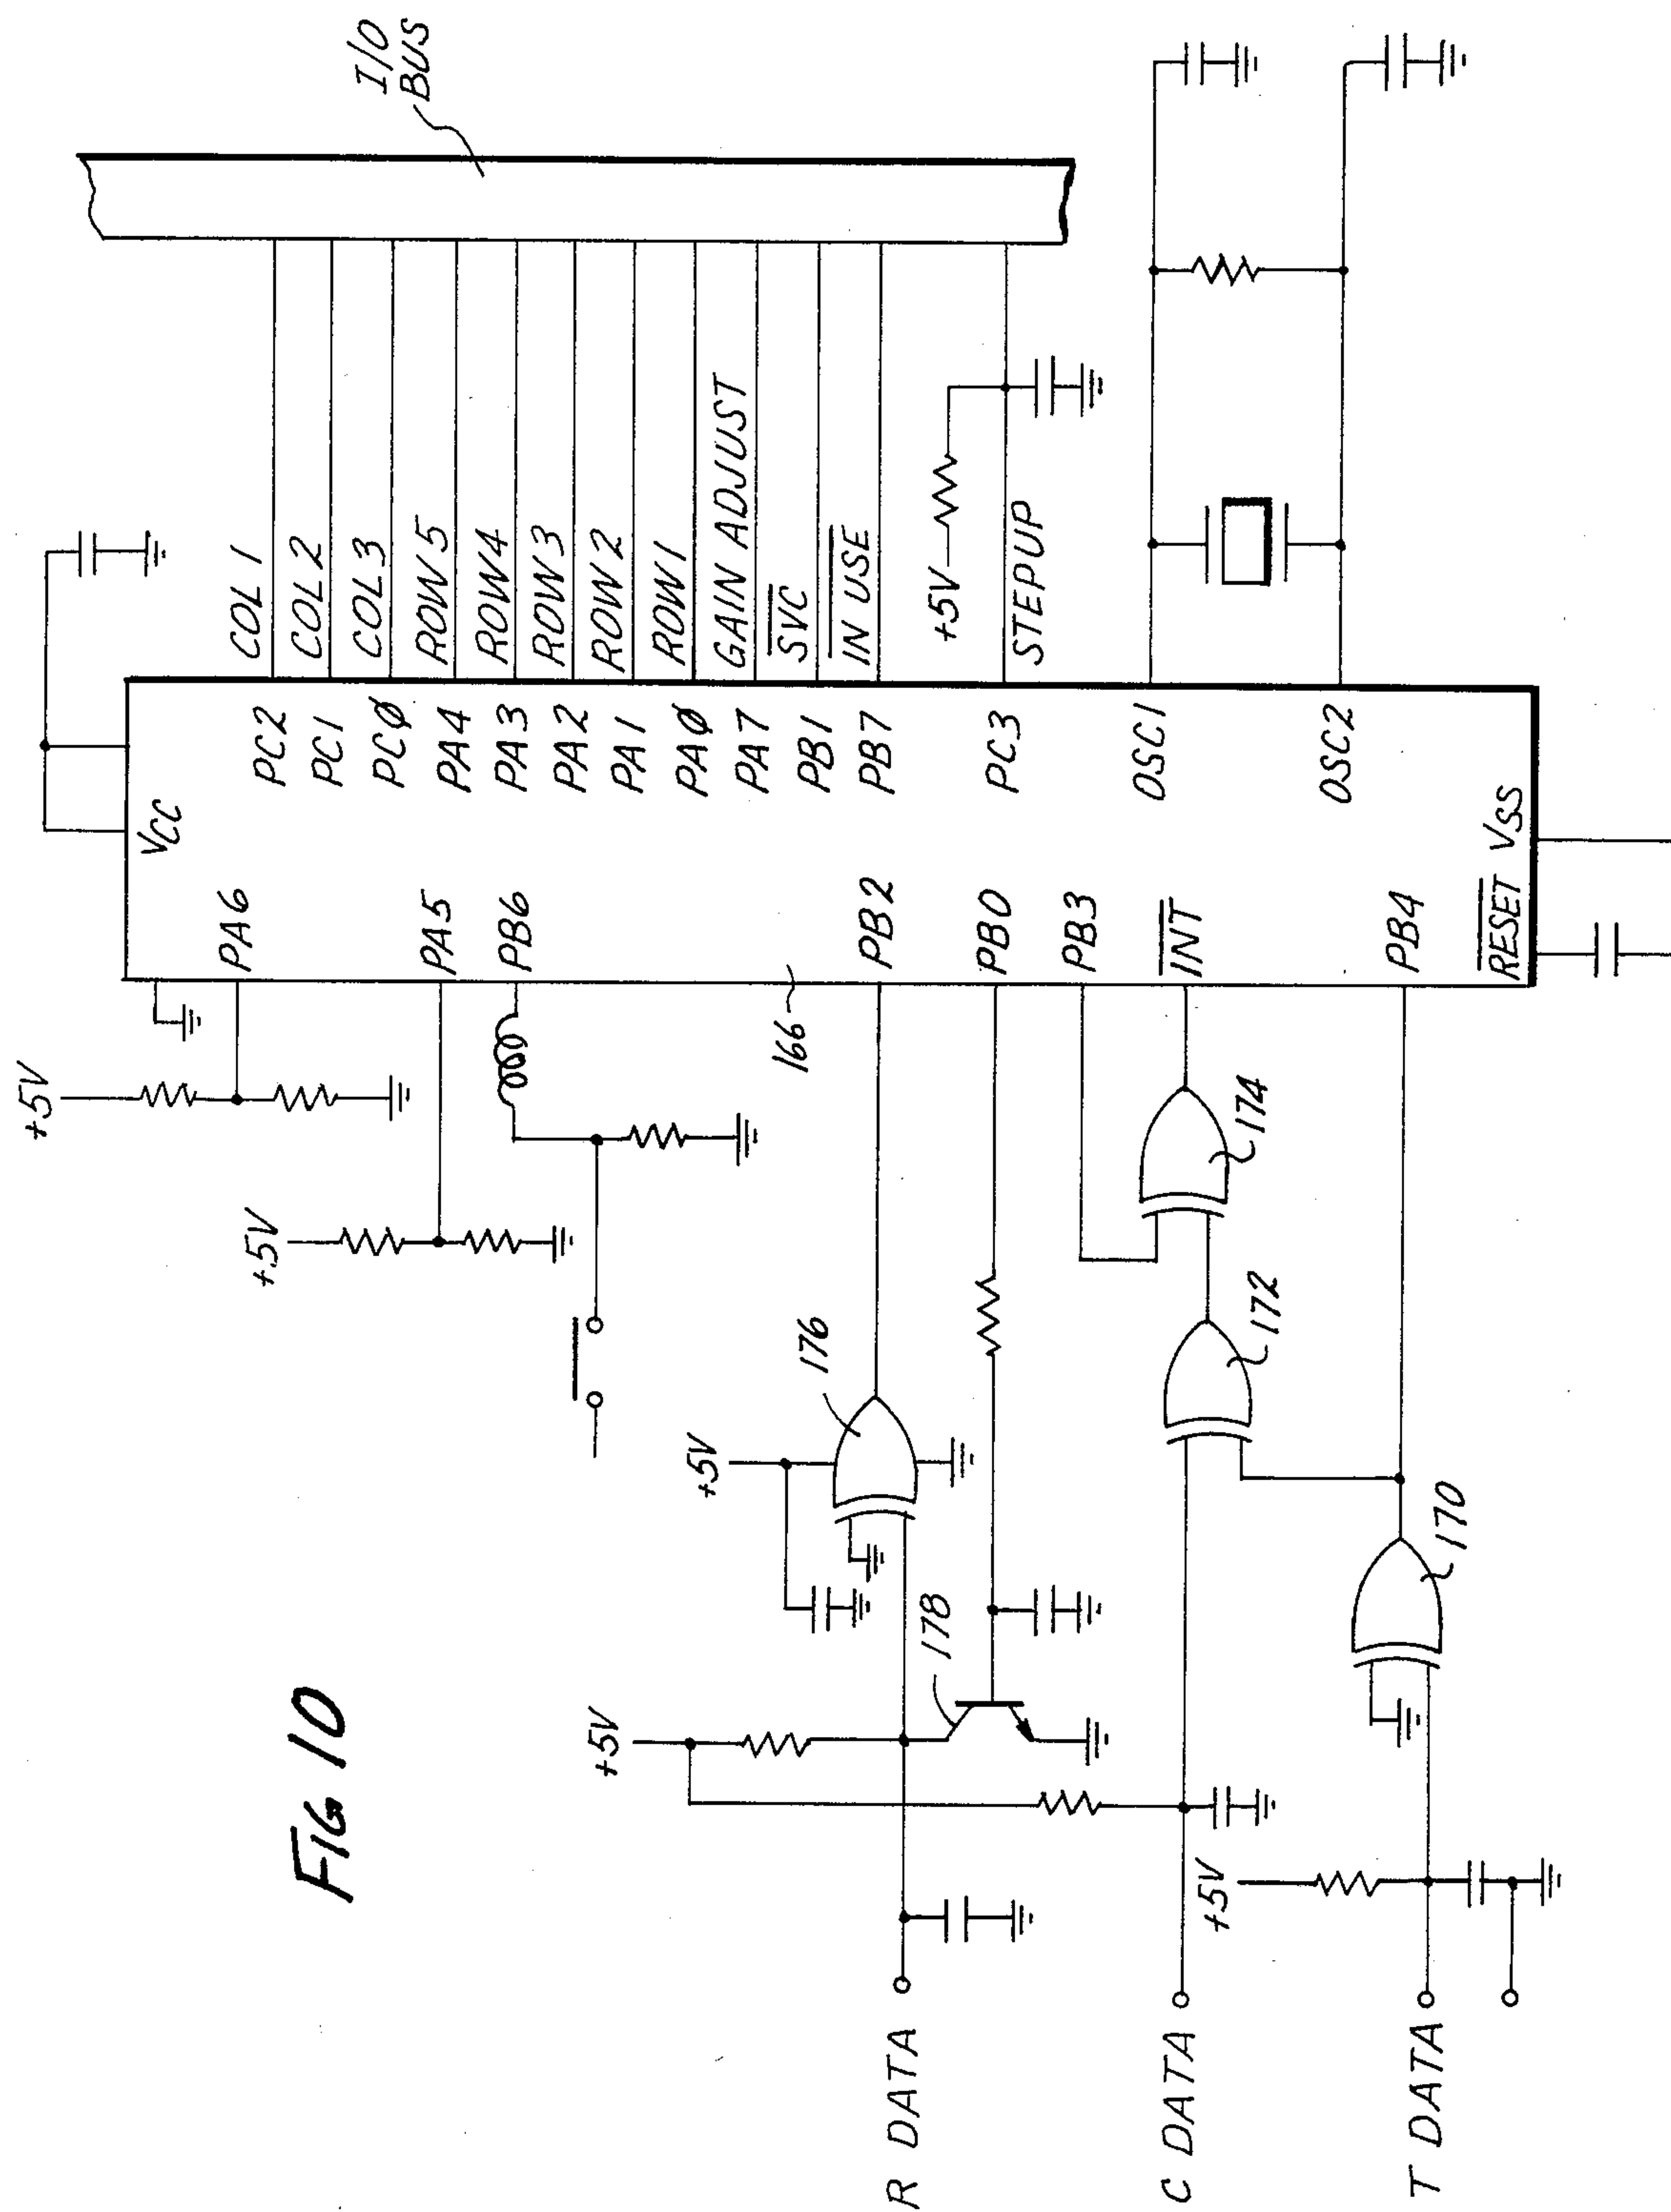 FIG 10
I/O
BUS
COL 1
COL 2
COL 3
ROW 5
ROW 4
ROW 3
ROW 2
ROW 1
GAIN ADJUST
SVC
IN USE
+5V
STEPUP
VCC
PC2
PC1
PCØ
PA4
PA3
PA2
PA1
PAØ
PA7
PB1
PB7
PC3
OSC1
OSC2
PA6
PA5
PB6
PB2
PB0
PB3
INT
PB4
RESET VSS
166
+5V
+5V
+5V
176
174
172
170
178
+5V
+5V
R DATA
C DATA
T DATA